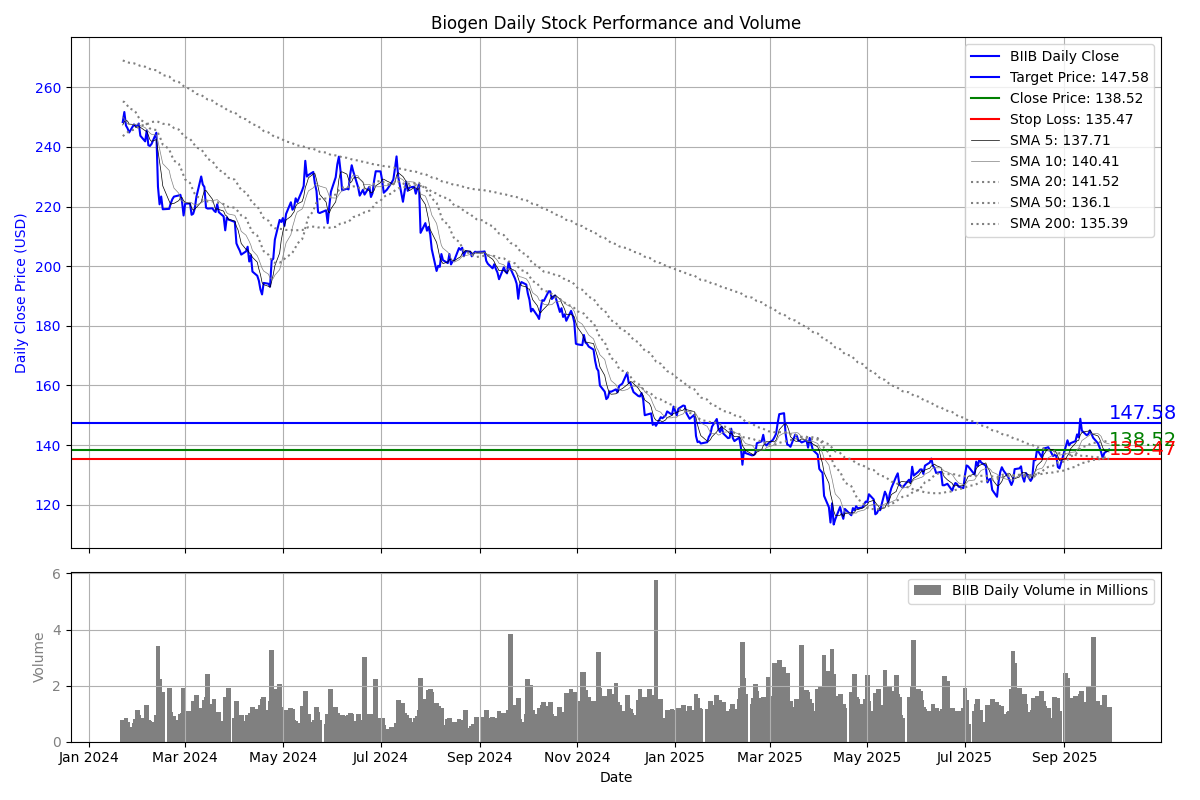 Biogen Daily Stock Performance and Volume
Daily Close Price (USD)
260
240
220
200
180
160
140
120
BIIB Daily Close
Target Price: 147.58
Close Price: 138.52
Stop Loss: 135.47
SMA 5: 137.71
SMA 10: 140.41
SMA 20: 141.52
SMA 50: 136.1
SMA 200: 135.39
147.58
138.52
135.47
Volume
6
4
2
0
BIIB Daily Volume in Millions
Jan 2024 Mar 2024 May 2024 Jul 2024 Sep 2024 Nov 2024 Jan 2025 Mar 2025 May 2025 Jul 2025 Sep 2025
Date